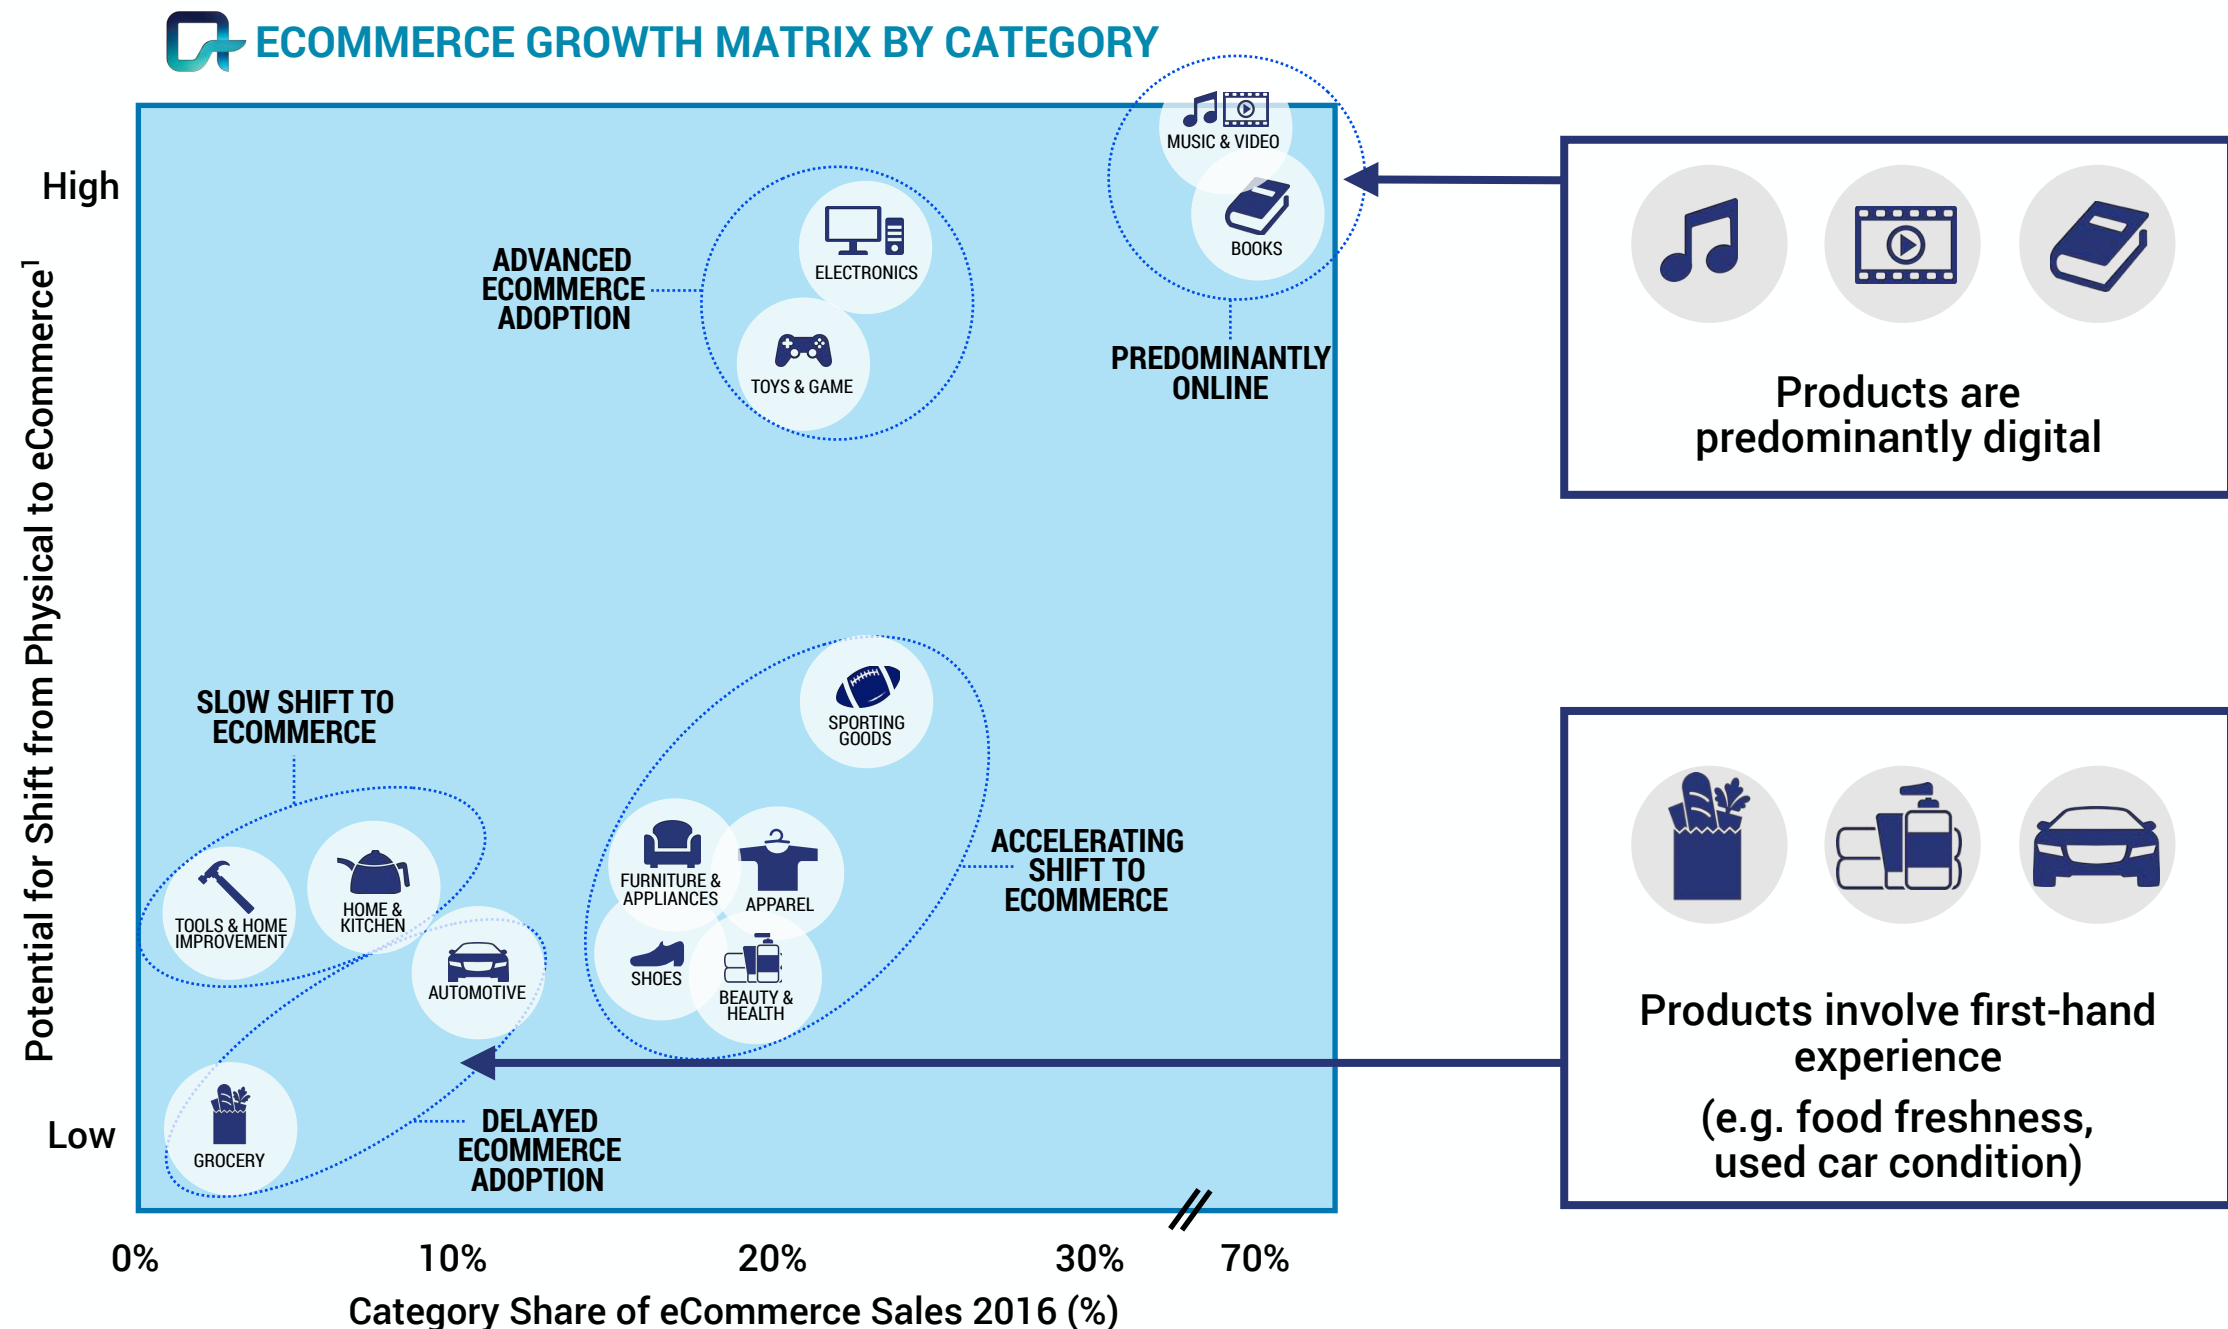 ECOMMERCE GROWTH MATRIX BY CATEGORY
High
Potential for Shift from Physical to eCommerce¹
Low
MUSIC & VIDEO
BOOKS
ADVANCED
ECOMMERCE
ADOPTION
ELECTRONICS
TOYS & GAME
PREDOMINANTLY
ONLINE
SLOW SHIFT TO
ECOMMERCE
TOOLS & HOME
IMPROVEMENT
HOME &
KITCHEN
AUTOMOTIVE
SPORTING
GOODS
FURNITURE &
APPLIANCES
APPAREL
SHOES
BEAUTY &
HEALTH
ACCELERATING
SHIFT TO
ECOMMERCE
GROCERY
DELAYED
ECOMMERCE
ADOPTION
0%
10%
20%
30%
70%
Category Share of eCommerce Sales 2016 (%)
Products are
predominantly digital
Products involve first-hand
experience
(e.g. food freshness,
used car condition)